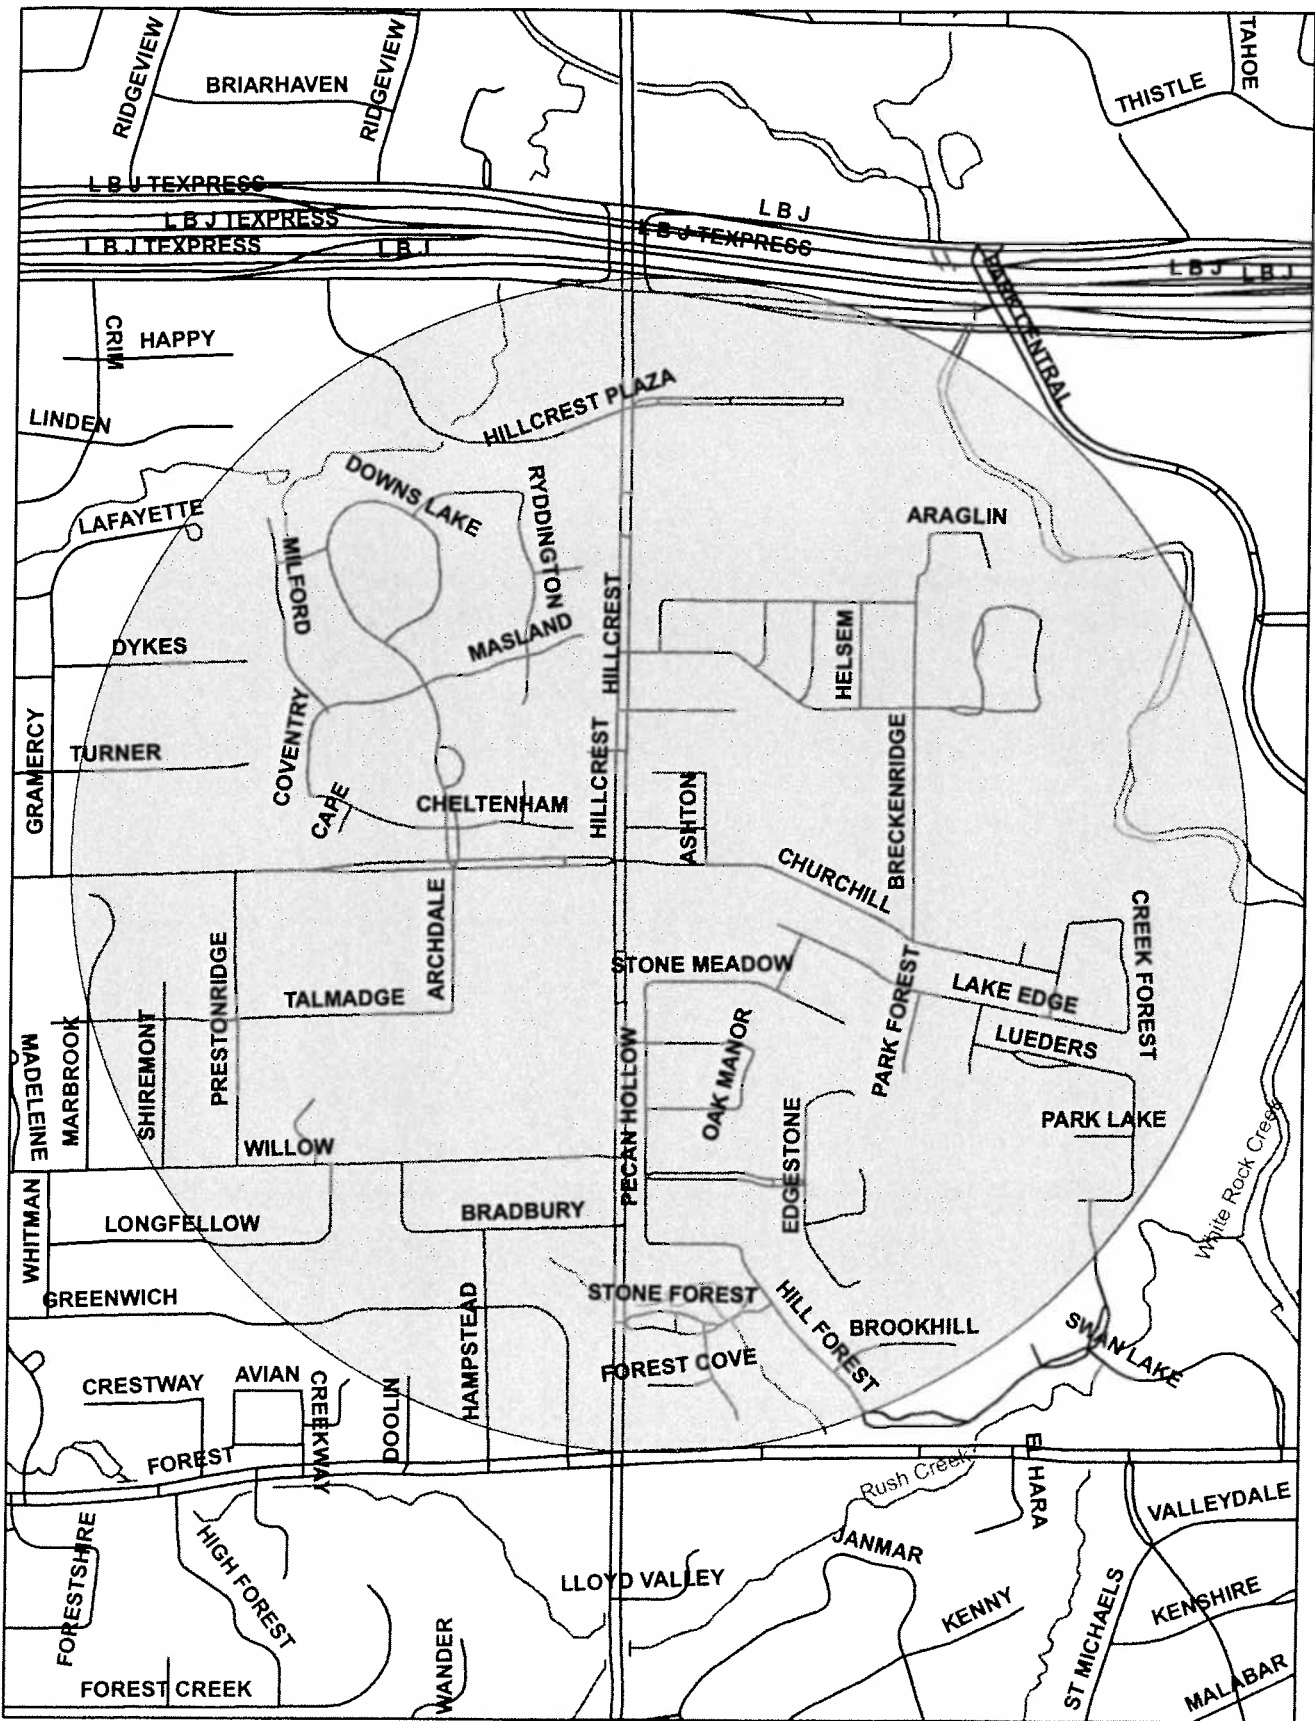 RIDGEVIEW
BRIARHAVEN
RIDGEVIEW
THISTLE
TAHOE
L B J TEXPRESS
L B J TEXPRESS
L B J TEXPRESS
L B J
L B J
L B J TEXPRESS
L B J
L B J
PARK CENTRAL
CRIM
HAPPY
LINDEN
HILLCREST PLAZA
DOWNS LAKE
RYDDINGTON
LAFAYETTE
ARAGLIN
MILFORD
HILLCREST
MASLAND
DYKES
HELSEM
GRAMERCY
TURNER
COVENTRY
CAPE
CHELTENHAM
HILLCREST
ASHTON
BRECKENRIDGE
CHURCHILL
ARCHDALE
PRESTONRIDGE
STONE MEADOW
CREEK FOREST
TALMADGE
LAKE EDGE
PARK FOREST
LUEDERS
MADELEINE
MARBROOK
SHIREMONT
OAK MANOR
PECAN HOLLOW
EDGESTONE
PARK LAKE
WILLOW
White Rock Creek
WHITMAN
LONGFELLOW
BRADBURY
GREENWICH
HAMPSTEAD
STONE FOREST
HILL FOREST
BROOKHILL
SWAN LAKE
FOREST COVE
CRESTWAY
AVIAN
CREEKWAY
DOOLIN
FOREST
Rush Creek
EL HARA
VALLEYDALE
FORESTSHIRE
HIGH FOREST
JANMAR
LLOYD VALLEY
KENNY
ST MICHAELS
KENSHIRE
WANDER
FOREST CREEK
MALABAR